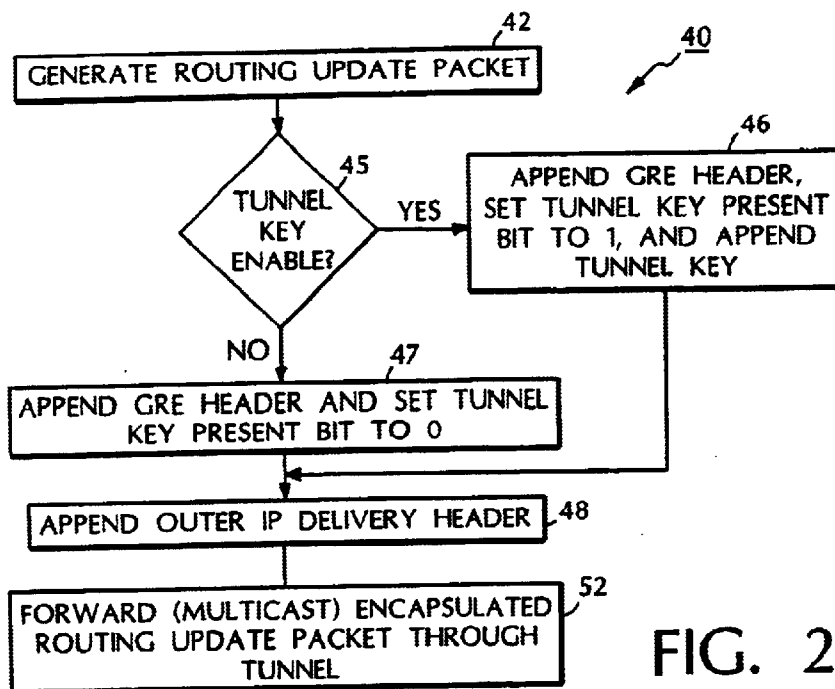 42
GENERATE ROUTING UPDATE PACKET
40
45
TUNNEL
KEY
ENABLE?
YES
46
APPEND GRE HEADER,
SET TUNNEL KEY PRESENT
BIT TO 1, AND APPEND
TUNNEL KEY
NO
47
APPEND GRE HEADER AND SET TUNNEL
KEY PRESENT BIT TO 0
APPEND OUTER IP DELIVERY HEADER
48
52
FORWARD (MULTICAST) ENCAPSULATED
ROUTING UPDATE PACKET THROUGH
TUNNEL
FIG. 2